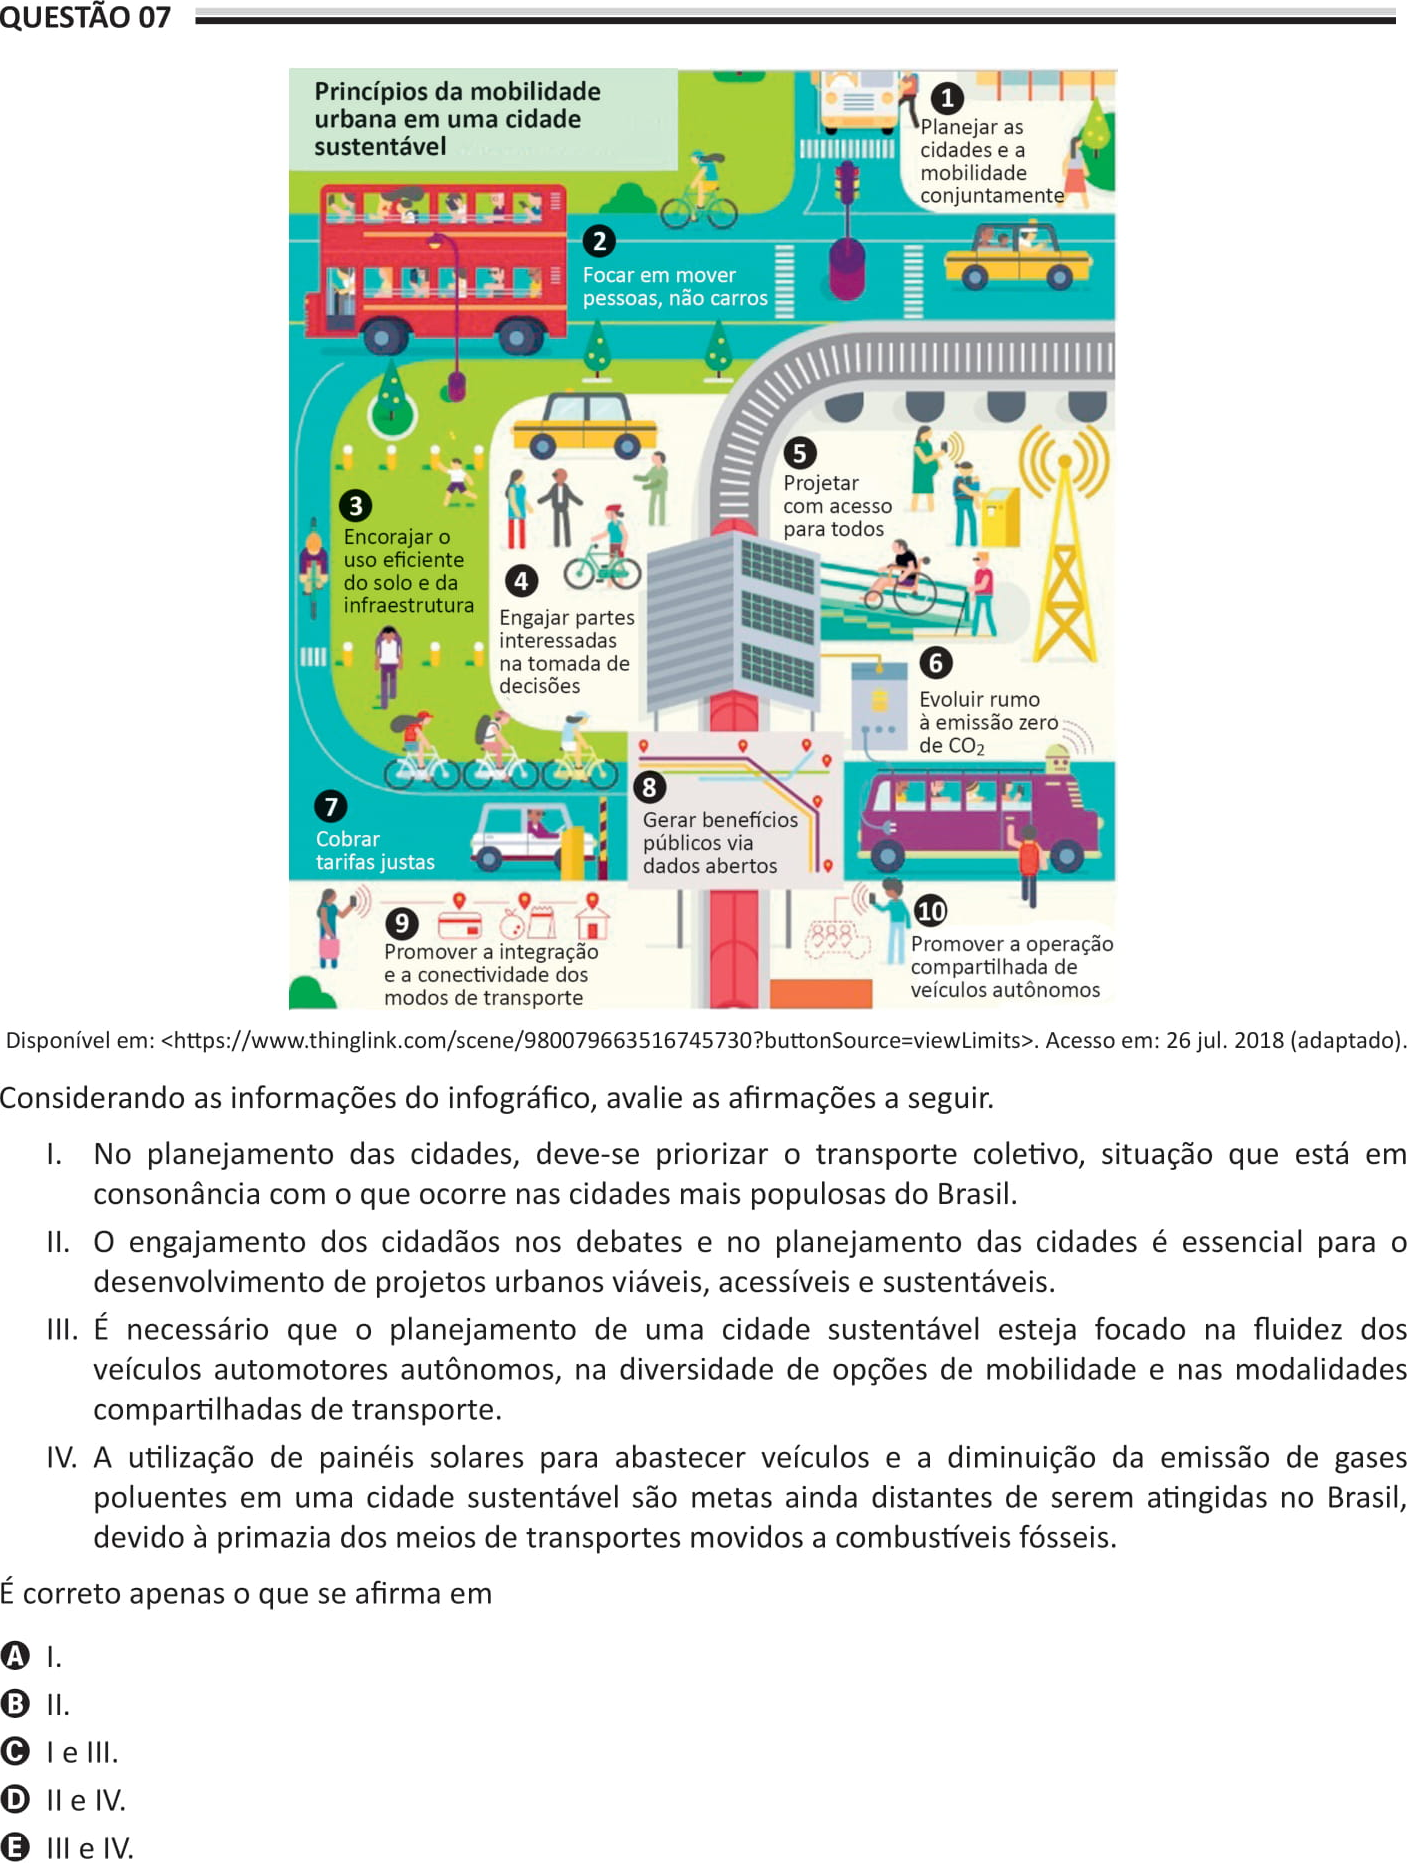 QUESTÃO 07
Princípios da mobilidade
urbana em uma cidade
sustentável
1
Planejar as
cidades e a
mobilidade
conjuntamente
2
Focar em mover
pessoas, não carros
3
Encorajar o
uso eficiente
do solo e da
infraestrutura
4
Engajar partes
interessadas
na tomada de
decisões
5
Projetar
com acesso
para todos
6
Evoluir rumo
à emissão zero
de CO₂
7
Cobrar
tarifas justas
8
Gerar benefícios
públicos via
dados abertos
9
Promover a integração
e a conectividade dos
modos de transporte
10
Promover a operação
compartilhada de
veículos autônomos
Disponível em: <https://www.thinglink.com/scene/980079663516745730?buttonSource=viewLimits>. Acesso em: 26 jul. 2018 (adaptado).
Considerando as informações do infográfico, avalie as afirmações a seguir.
I. No planejamento das cidades, deve-se priorizar o transporte coletivo, situação que está em
consonância com o que ocorre nas cidades mais populosas do Brasil.
II. O engajamento dos cidadãos nos debates e no planejamento das cidades é essencial para o
desenvolvimento de projetos urbanos viáveis, acessíveis e sustentáveis.
III. É necessário que o planejamento de uma cidade sustentável esteja focado na fluidez dos
veículos automotores autônomos, na diversidade de opções de mobilidade e nas modalidades
compartilhadas de transporte.
IV. A utilização de painéis solares para abastecer veículos e a diminuição da emissão de gases
poluentes em uma cidade sustentável são metas ainda distantes de serem atingidas no Brasil,
devido à primazia dos meios de transportes movidos a combustíveis fósseis.
É correto apenas o que se afirma em
A I.
B II.
C I e III.
D II e IV.
E III e IV.